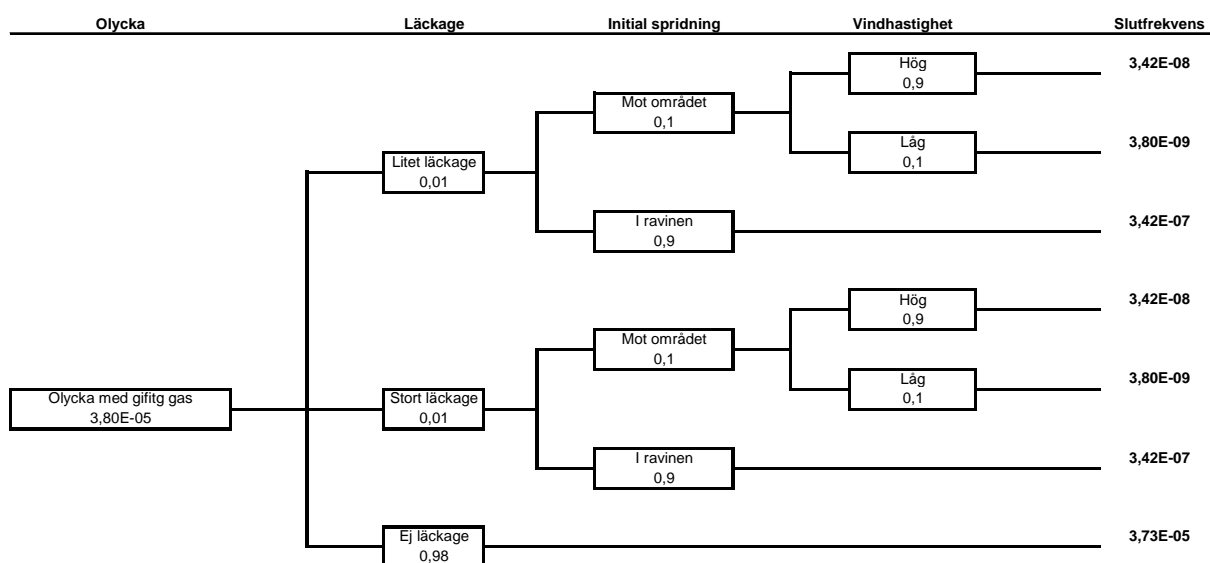 Olycka Läckage Initial spridning Vindhastighet Slutfrekvens
Hög 3,42E-08
0,9
Mot området
0,1
Låg 3,80E-09
0,1
Litet läckage
0,01
I ravinen 3,42E-07
0,9
Hög 3,42E-08
0,9
Mot området
0,1
Låg 3,80E-09
0,1
Olycka med gifitg gas Stort läckage
3,80E-05 0,01
I ravinen 3,42E-07
0,9
Ej läckage 3,73E-05
0,98